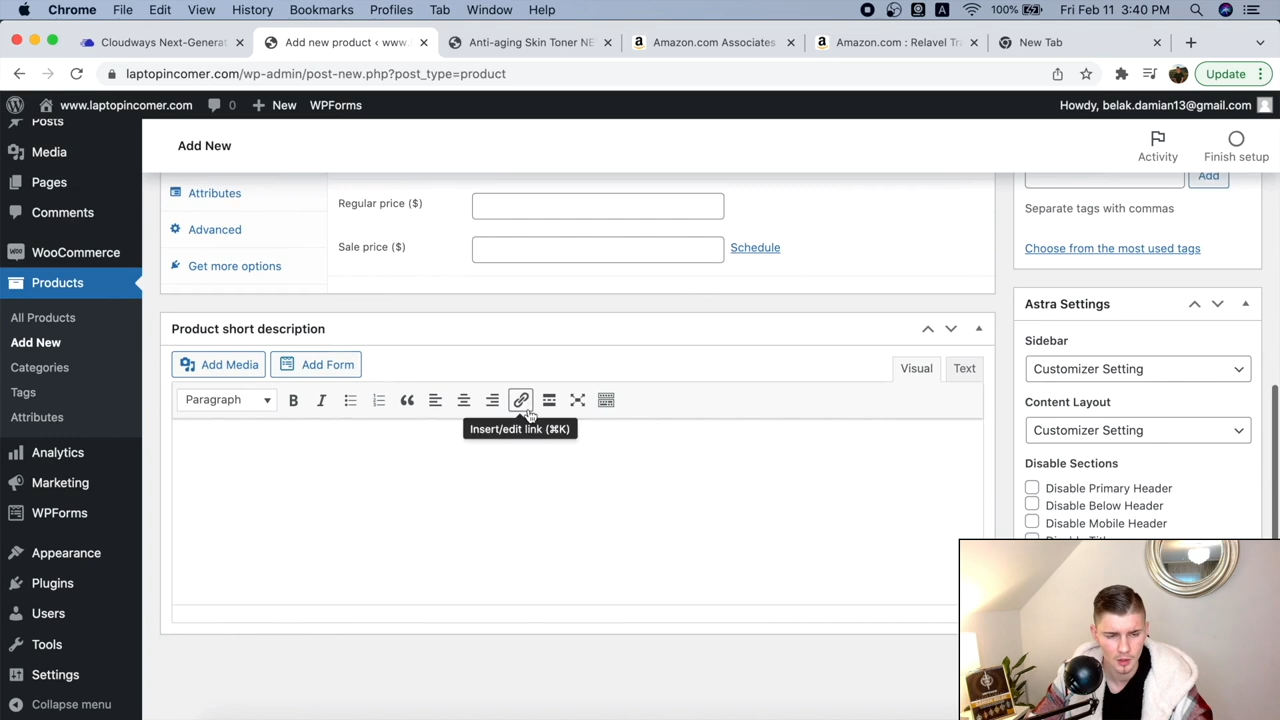 Chrome File Edit View History Bookmarks Profiles Tab Window Help A 100% Fri Feb 11 3:40 PM
Cloudways Next-Generat Add new product ‹ www. Anti-aging Skin Toner NE Amazon.com Associates Amazon.com : Relavel Tra New Tab
laptopincomer.com/wp-admin/post-new.php?post_type=product Update
www.laptopincomer.com 0 New WPForms Howdy, belak.damian13@gmail.com
Posts
Media
Pages
Comments
WooCommerce
Products
All Products
Add New
Categories
Tags
Attributes
Analytics
Marketing
WPForms
Appearance
Plugins
Users
Tools
Settings
Collapse menu
Add New
Activity
Finish setup
Attributes
Advanced
Get more options
Regular price ($)
Sale price ($)
Schedule
Product short description
Add Media
Add Form
Visual
Text
Paragraph
B I
Insert/edit link (⌘K)
Add
Separate tags with commas
Choose from the most used tags
Astra Settings
Sidebar
Customizer Setting
Content Layout
Customizer Setting
Disable Sections
Disable Primary Header
Disable Below Header
Disable Mobile Header